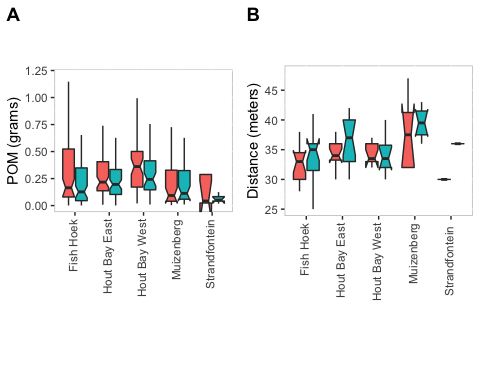 A
B
POM (grams)
1.25
1.00
0.75
0.50
0.25
0.00
Fish Hoek
Hout Bay East
Hout Bay West
Muizenberg
Strandfontein
Distance (meters)
45
40
35
30
25
Fish Hoek
Hout Bay East
Hout Bay West
Muizenberg
Strandfontein